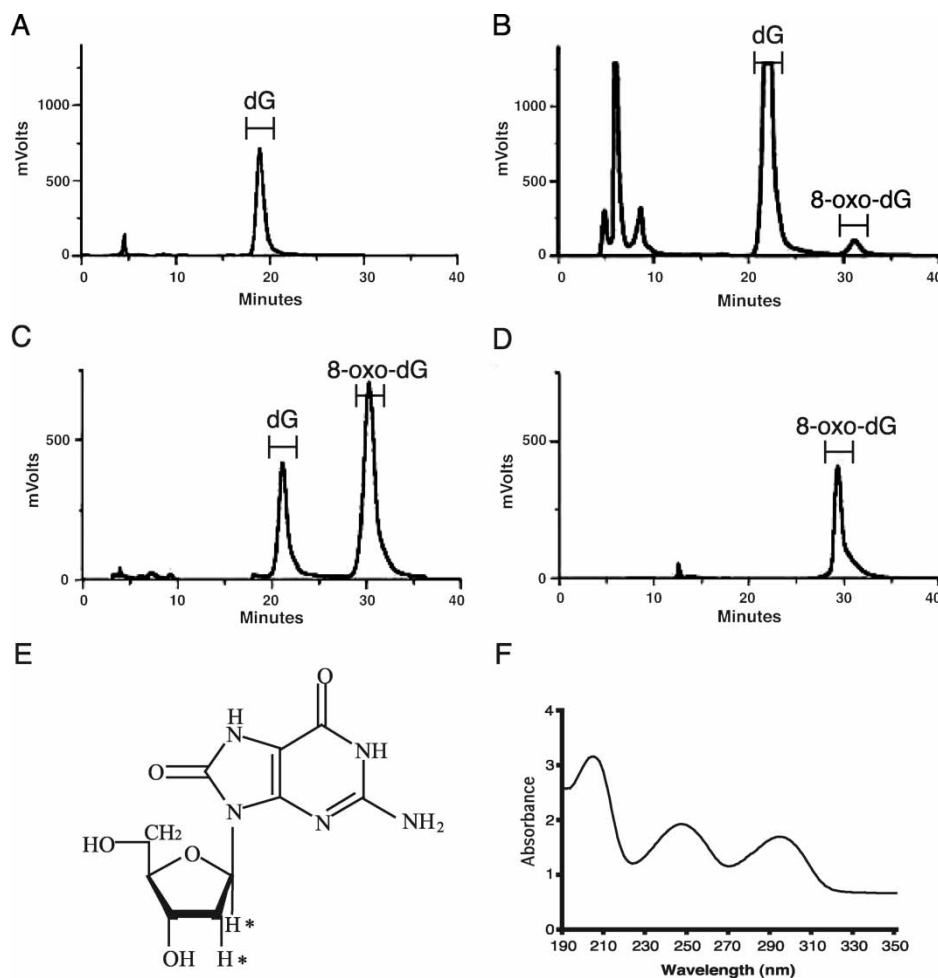 A
dG
mVolts
1000
500
0
0 10 20 30 40
Minutes
B
dG
8-oxo-dG
mVolts
1000
500
0
0 10 20 30 40
Minutes
C
dG
8-oxo-dG
mVolts
500
0
0 10 20 30 40
Minutes
D
8-oxo-dG
mVolts
500
0
0 10 20 30 40
Minutes
E
O
H
N
NH
O
N
N
NH2
HO
CH2
O
H*
OH
H*
F
Absorbance
4
3
2
1
0
190 210 230 250 270 290 310 330 350
Wavelength (nm)